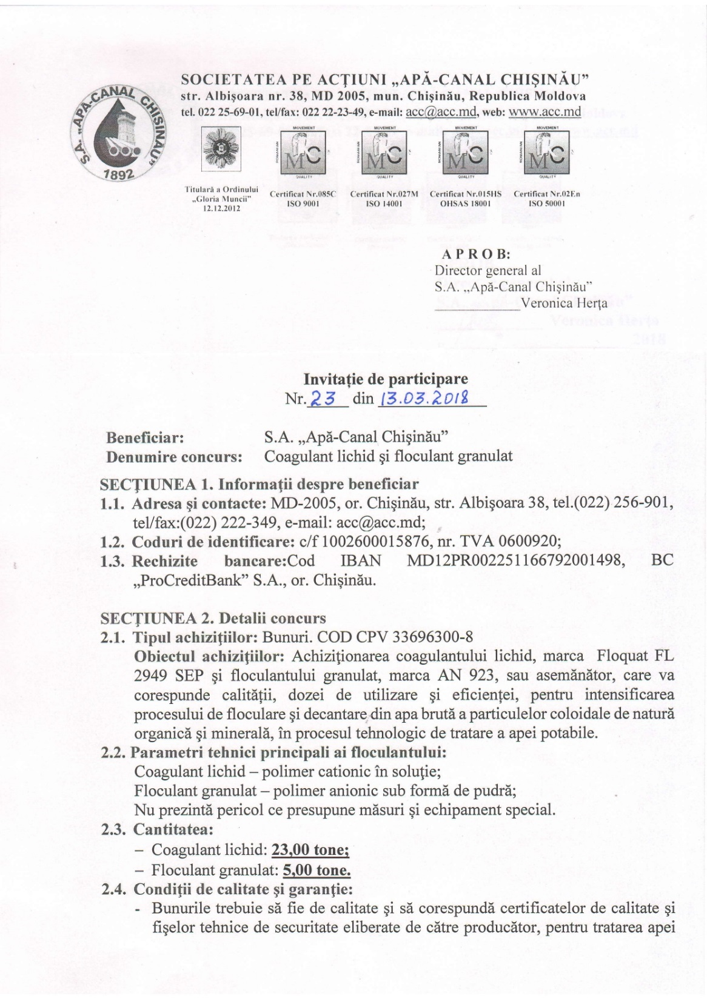 SOCIETATEA PE ACŢIUNI „APĂ-CANAL CHIŞINĂU”
str. Albişoara nr. 38, MD 2005, mun. Chişinău, Republica Moldova
tel. 022 25-69-01, tel/fax: 022 22-23-49, e-mail: acc@acc.md, web: www.acc.md
S.A. „APA-CANAL CHISINAU”
1892
MOVEMENT MOVEMENT MOVEMENT MOVEMENT
ROMANIAN ROMANIAN ROMANIAN ROMANIAN
MC MC MC MC
QUALITY QUALITY QUALITY QUALITY
Titulară a Ordinului
„Gloria Muncii”
12.12.2012
Certificat Nr.085C
ISO 9001
Certificat Nr.027M
ISO 14001
Certificat Nr.015HS
OHSAS 18001
Certificat Nr.02En
ISO 50001
A P R O B:
Director general al
S.A. „Apă-Canal Chişinău”
____________Veronica Herţa
Invitație de participare
Nr. 23 din 13.03.2018
Beneficiar: S.A. „Apă-Canal Chişinău”
Denumire concurs: Coagulant lichid şi floculant granulat
SECŢIUNEA 1. Informaţii despre beneficiar
1.1. Adresa şi contacte: MD-2005, or. Chişinău, str. Albişoara 38, tel.(022) 256-901,
tel/fax:(022) 222-349, e-mail: acc@acc.md;
1.2. Coduri de identificare: c/f 1002600015876, nr. TVA 0600920;
1.3. Rechizite bancare:Cod IBAN MD12PR002251166792001498, BC
„ProCreditBank” S.A., or. Chișinău.
SECŢIUNEA 2. Detalii concurs
2.1. Tipul achiziţiilor: Bunuri. COD CPV 33696300-8
Obiectul achiziţiilor: Achiziţionarea coagulantului lichid, marca Floquat FL
2949 SEP şi floculantului granulat, marca AN 923, sau asemănător, care va
corespunde calităţii, dozei de utilizare şi eficienței, pentru intensificarea
procesului de floculare şi decantare din apa brută a particulelor coloidale de natură
organică şi minerală, în procesul tehnologic de tratare a apei potabile.
2.2. Parametri tehnici principali ai floculantului:
Coagulant lichid – polimer cationic în soluţie;
Floculant granulat – polimer anionic sub formă de pudră;
Nu prezintă pericol ce presupune măsuri și echipament special.
2.3. Cantitatea:
– Coagulant lichid: 23,00 tone;
– Floculant granulat: 5,00 tone.
2.4. Condiţii de calitate şi garanţie:
- Bunurile trebuie să fie de calitate şi să corespundă certificatelor de calitate şi
fişelor tehnice de securitate eliberate de către producător, pentru tratarea apei